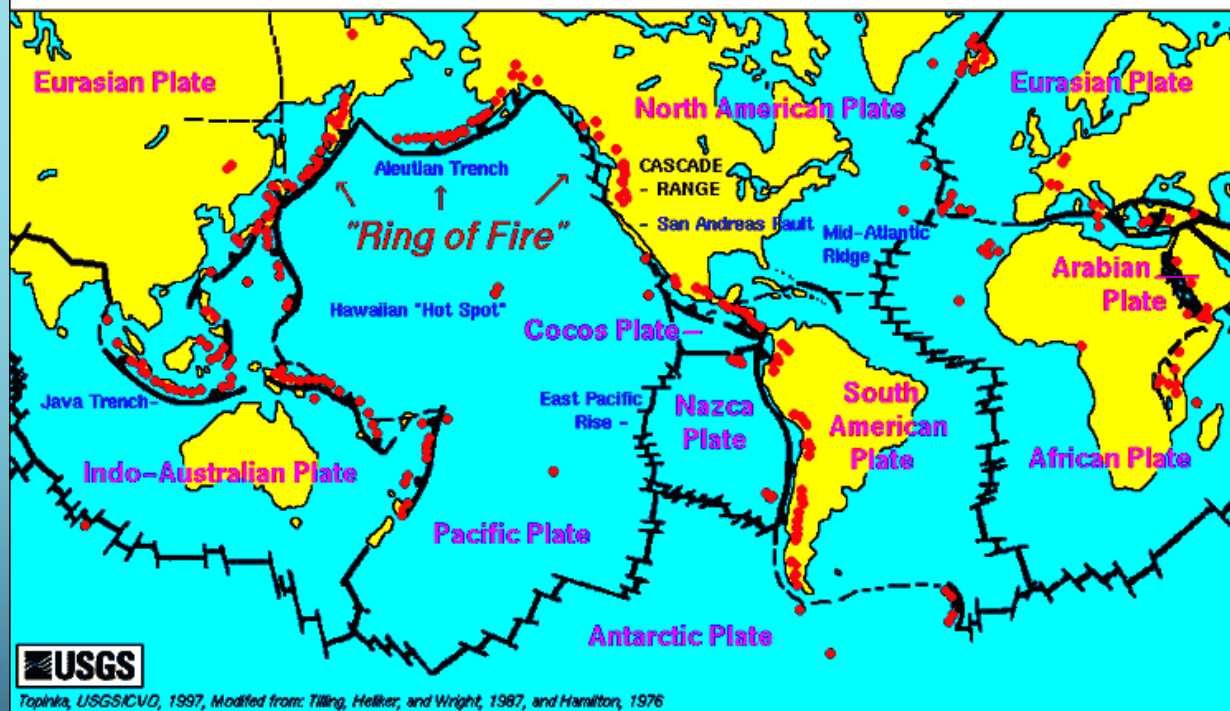 Eurasian Plate
North American Plate
Eurasian Plate
Aleutian Trench
CASCADE
- RANGE
"Ring of Fire"
- San Andreas Fault
Mid-Atlantic
Ridge
Arabian
Plate
Hawaiian "Hot Spot"
Cocos Plate
Java Trench-
East Pacific
Rise -
Nazca
Plate
South
American
Plate
African Plate
Indo-Australian Plate
Pacific Plate
Antarctic Plate
USGS
Topinka, USGS/CVO, 1997, Modified from: Tilling, Heliker, and Wright, 1987, and Hamilton, 1976